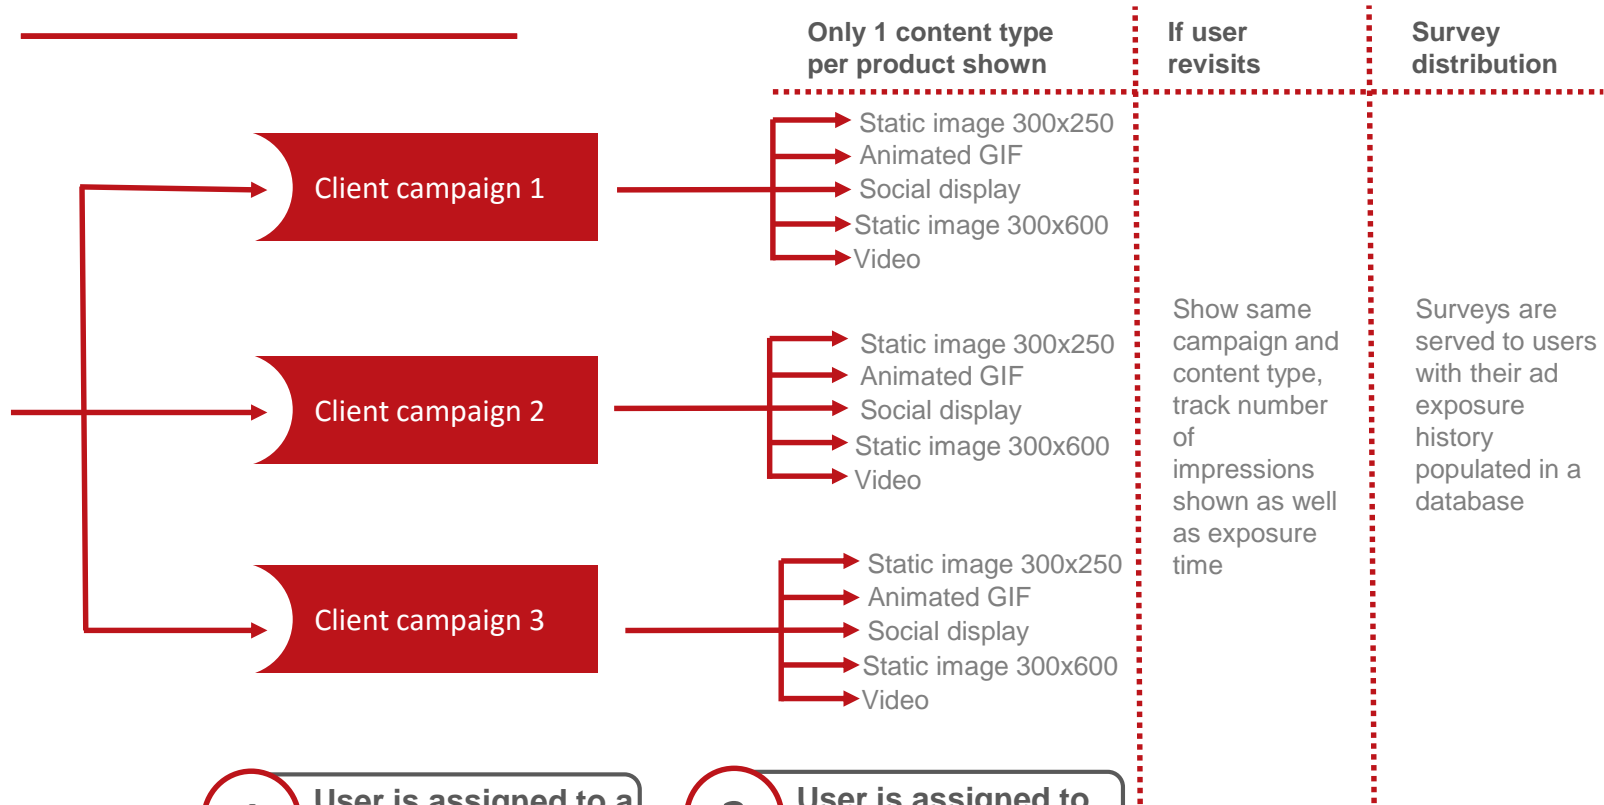 Only 1 content type
per product shown
If user
revisits
Survey
distribution
Client campaign 1
Static image 300x250
Animated GIF
Social display
Static image 300x600
Video
Client campaign 2
Static image 300x250
Animated GIF
Social display
Static image 300x600
Video
Client campaign 3
Static image 300x250
Animated GIF
Social display
Static image 300x600
Video
Show same
campaign and
content type,
track number
of
impressions
shown as well
as exposure
time
Surveys are
served to users
with their ad
exposure
history
populated in a
database
User is assigned to a
User is assigned to